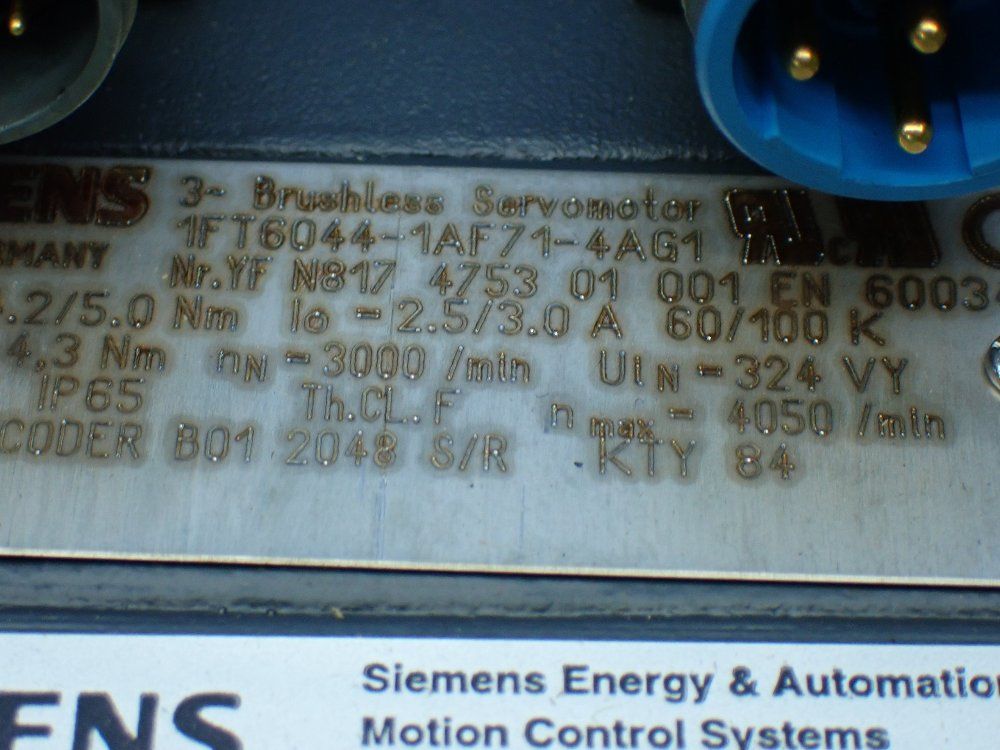 ENS 3~ Brushless Servomotor
1FT6044-1AF71-4AG1
RMANY Nr.YF N817 4753 01 001 EN 6003
.2/5.0 Nm Io =2.5/3.0 A 60/100 K
4.3 Nm nN =3000 /min UiN =324 VY
IP65 Th.CL.F n max = 4050 /min
CODER B01 2048 S/R KTY 84
ENS Siemens Energy & Automation
Motion Control Systems